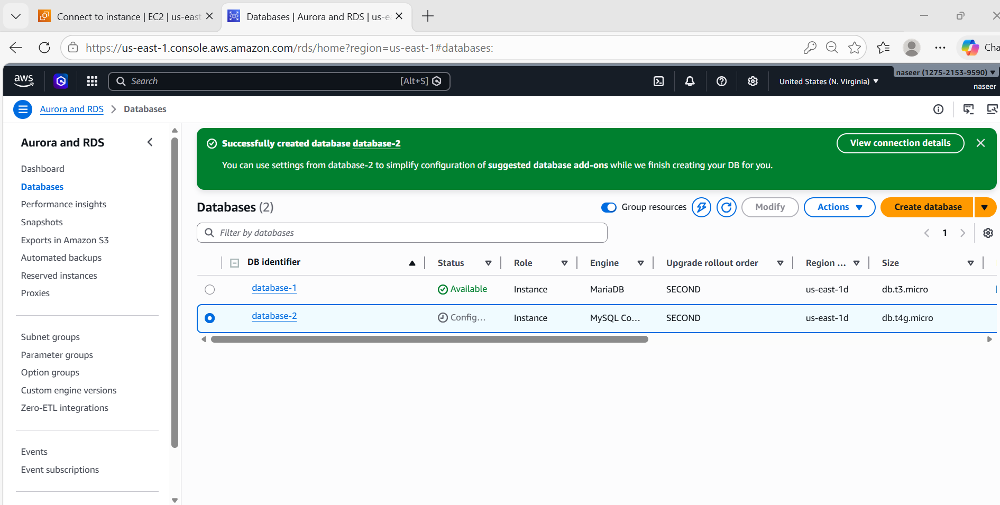 Connect to instance | EC2 | us-east
Databases | Aurora and RDS | us-ea
https://us-east-1.console.aws.amazon.com/rds/home?region=us-east-1#databases:
Cha
aws
Search
[Alt+S]
United States (N. Virginia)
naseer (1275-2153-9590)
naseer
Aurora and RDS
Databases
Aurora and RDS
Dashboard
Databases
Performance insights
Snapshots
Exports in Amazon S3
Automated backups
Reserved instances
Proxies
Subnet groups
Parameter groups
Option groups
Custom engine versions
Zero-ETL integrations
Events
Event subscriptions
Successfully created database database-2
View connection details
You can use settings from database-2 to simplify configuration of suggested database add-ons while we finish creating your DB for you.
Databases (2)
Group resources
Modify
Actions
Create database
Filter by databases
1
DB identifier Status Role Engine Upgrade rollout order Region ... Size
database-1 Available Instance MariaDB SECOND us-east-1d db.t3.micro
database-2 Config... Instance MySQL Co... SECOND us-east-1d db.t4g.micro